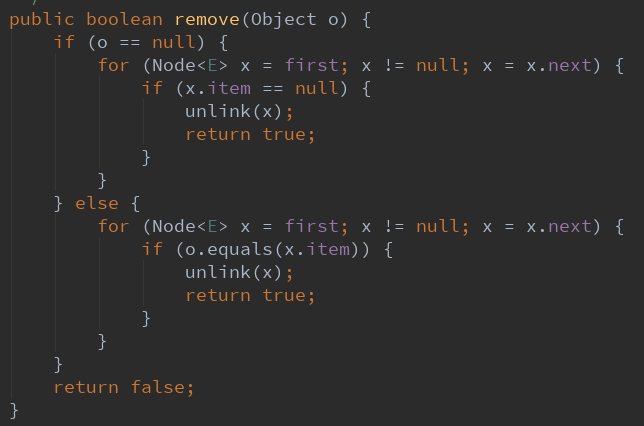 public boolean remove(Object o) {
    if (o == null) {
        for (Node<E> x = first; x != null; x = x.next) {
            if (x.item == null) {
                unlink(x);
                return true;
            }
        }
    } else {
        for (Node<E> x = first; x != null; x = x.next) {
            if (o.equals(x.item)) {
                unlink(x);
                return true;
            }
        }
    }
    return false;
}